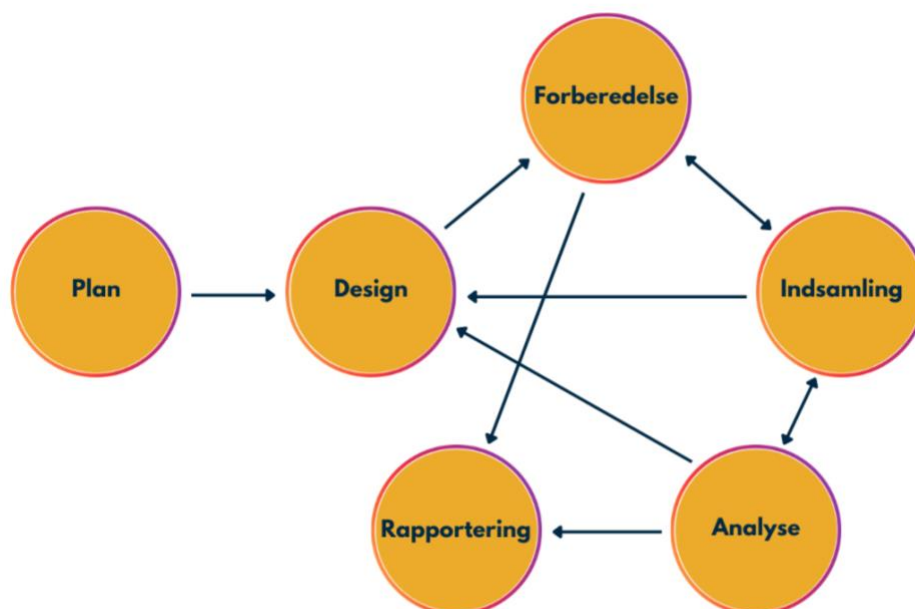 Forberedelse
Plan
Design
Indsamling
Rapportering
Analyse